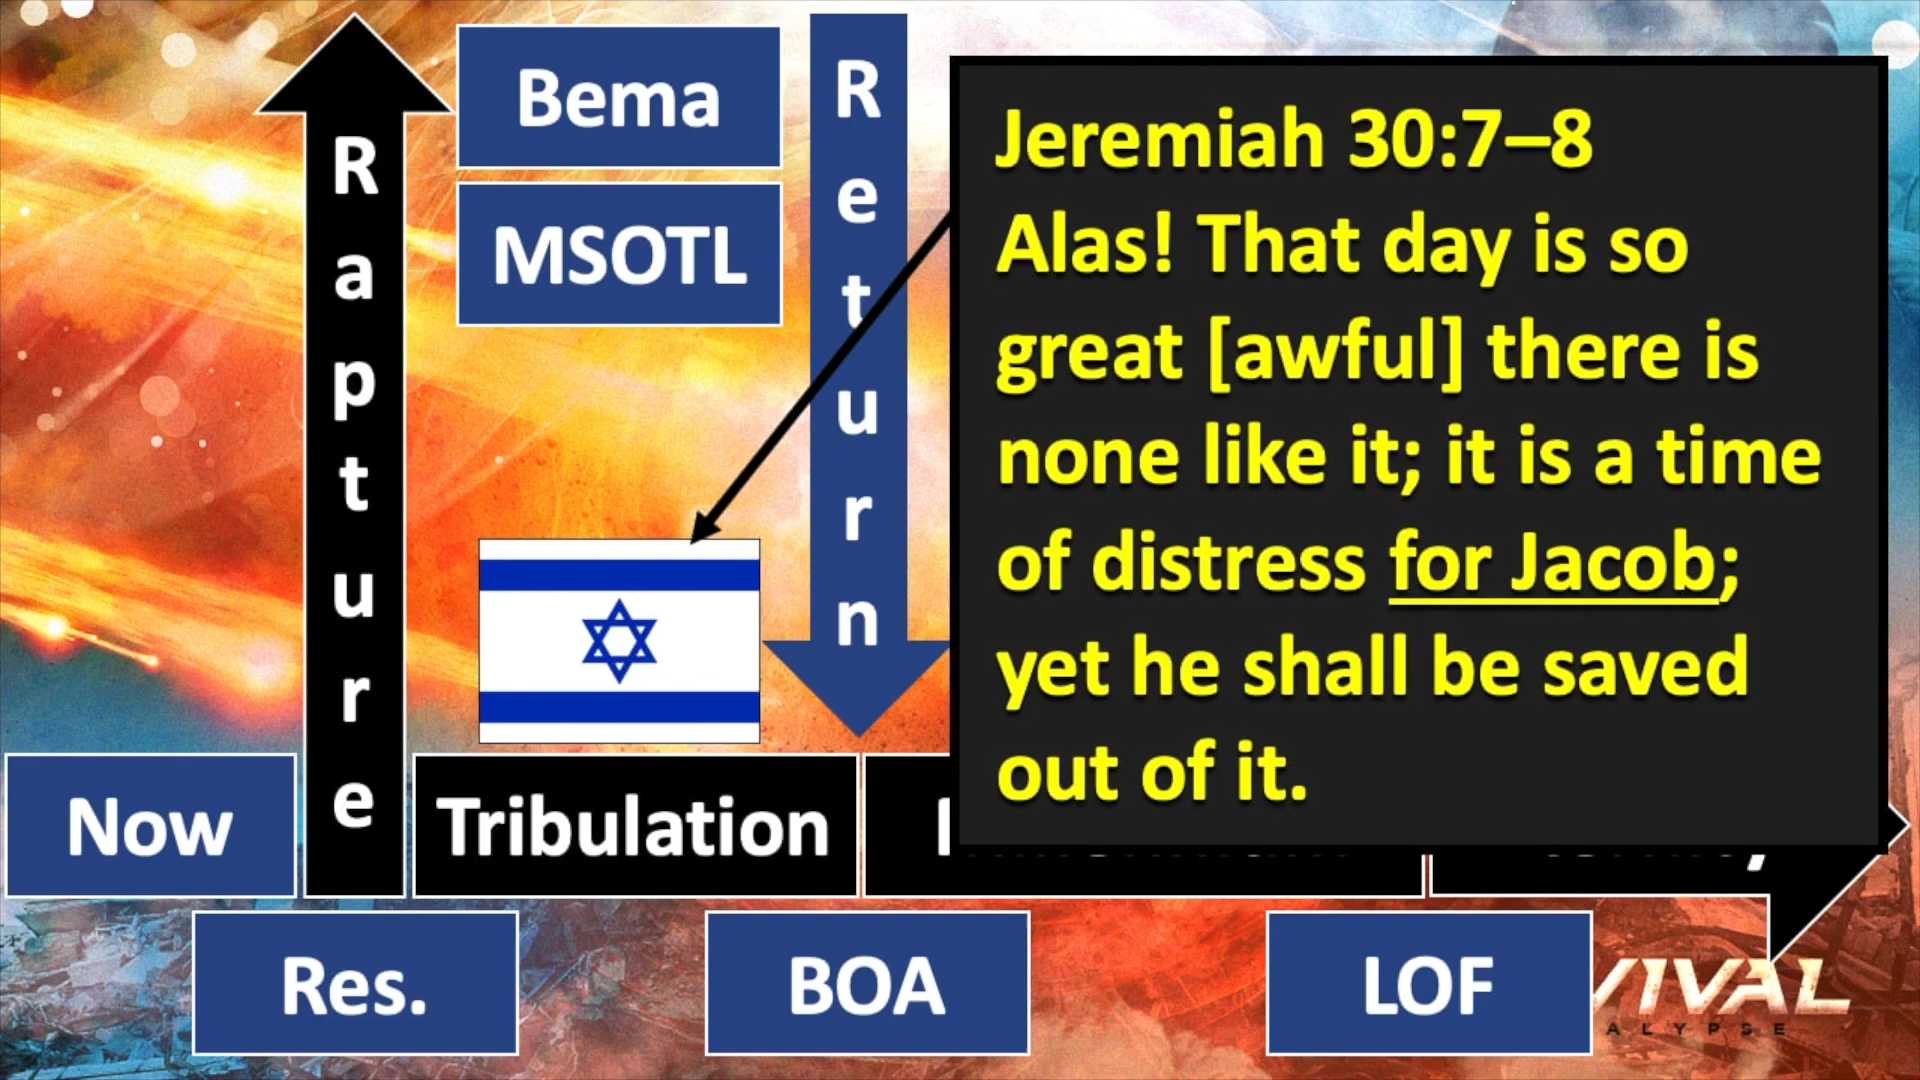 Rapture
Bema
MSOTL
Return
Jeremiah 30:7–8
Alas! That day is so
great [awful] there is
none like it; it is a time
of distress for Jacob;
yet he shall be saved
out of it.
Now
Tribulation
Res.
BOA
LOF
VIVAL
ALYPSE